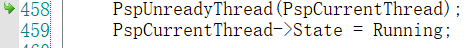 458 PspUnreadyThread(PspCurrentThread);
459 PspCurrentThread->State = Running;